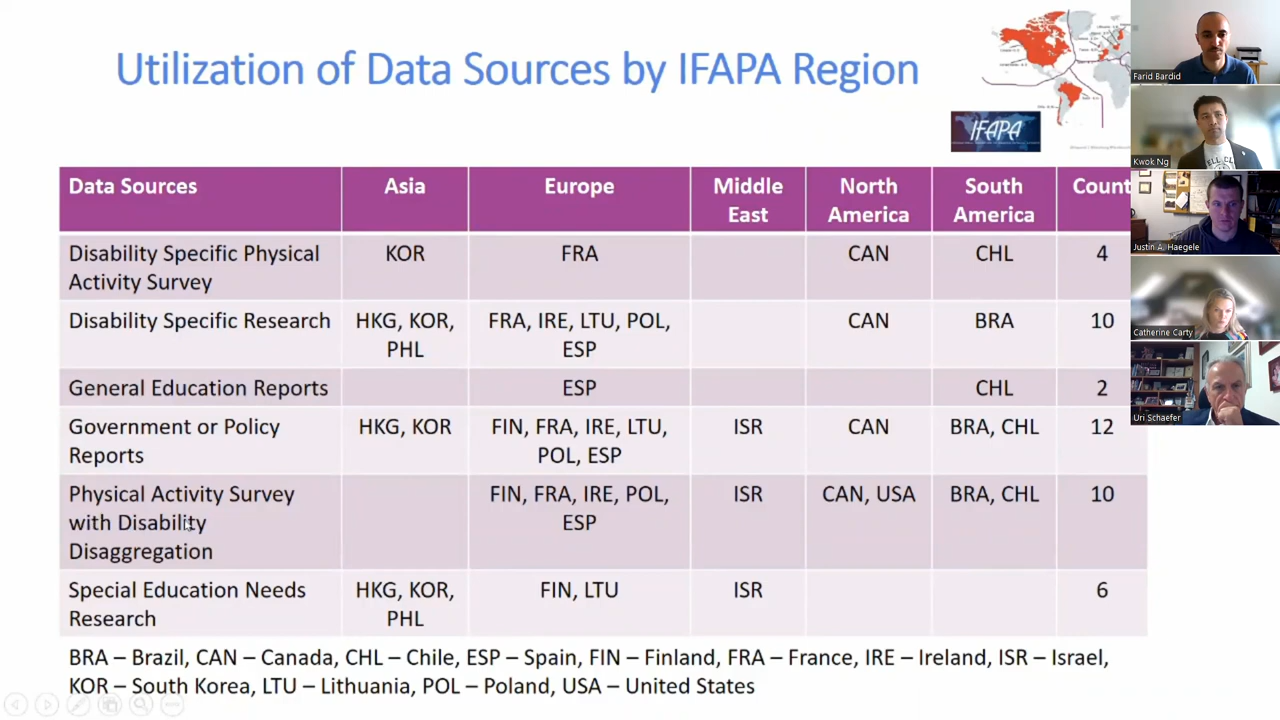 Utilization of Data Sources by IFAPA Region
IFAPA
Farid Bardid
Kwok Ng
Justin A. Haegele
Catherine Carty
Uri Schaefer
Data Sources Asia Europe Middle East North America South America Count
Disability Specific Physical Activity Survey KOR FRA CAN CHL 4
Disability Specific Research HKG, KOR, PHL FRA, IRE, LTU, POL, ESP CAN BRA 10
General Education Reports ESP CHL 2
Government or Policy Reports HKG, KOR FIN, FRA, IRE, LTU, POL, ESP ISR CAN BRA, CHL 12
Physical Activity Survey with Disability Disaggregation FIN, FRA, IRE, POL, ESP ISR CAN, USA BRA, CHL 10
Special Education Needs Research HKG, KOR, PHL FIN, LTU ISR 6
BRA – Brazil, CAN – Canada, CHL – Chile, ESP – Spain, FIN – Finland, FRA – France, IRE – Ireland, ISR – Israel,
KOR – South Korea, LTU – Lithuania, POL – Poland, USA – United States